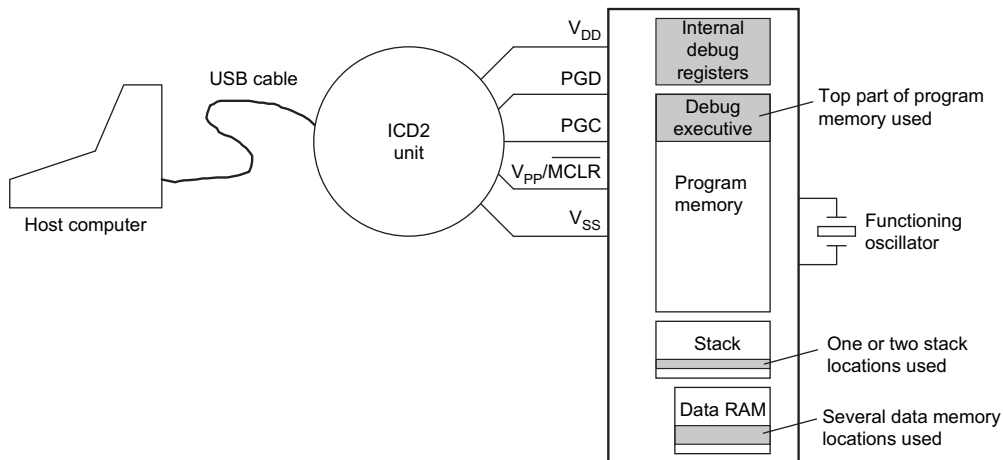 V_DD
Internal
debug
registers
USB cable
PGD
Debug
executive
Top part of program
memory used
ICD2
unit
PGC
V_PP/M̅C̅L̅R̅
Program
memory
Host computer
V_SS
Functioning
oscillator
Stack
One or two stack
locations used
Data RAM
Several data memory
locations used